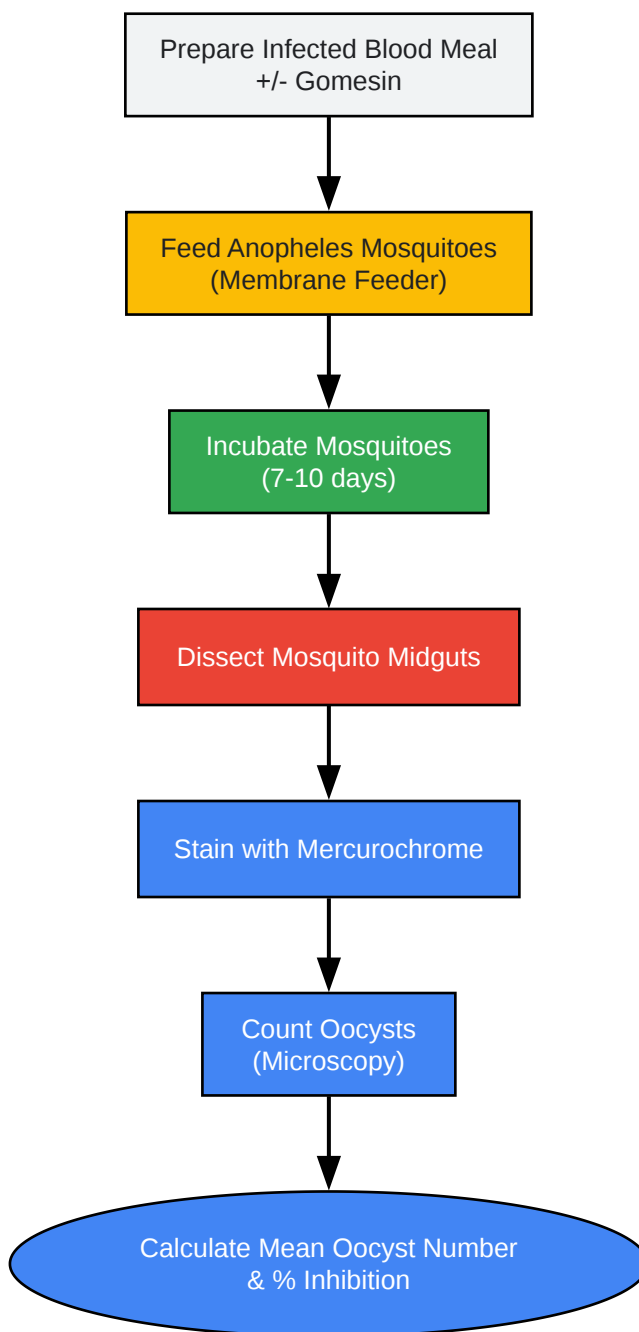 Prepare Infected Blood Meal
+/- Gomesin
Feed Anopheles Mosquitoes
(Membrane Feeder)
Incubate Mosquitoes
(7-10 days)
Dissect Mosquito Midguts
Stain with Mercurochrome
Count Oocysts
(Microscopy)
Calculate Mean Oocyst Number
& % Inhibition